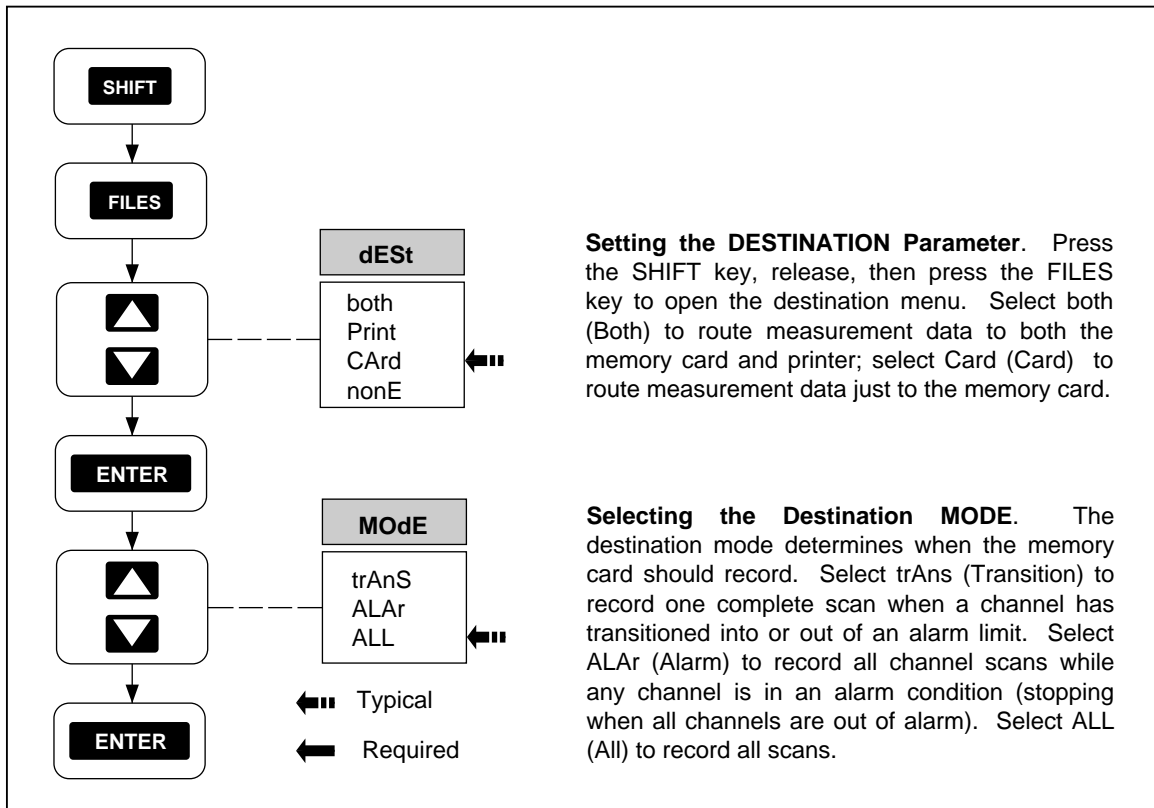 SHIFT
FILES
dESt
both
Print
CArd
nonE
Setting the DESTINATION Parameter. Press
the SHIFT key, release, then press the FILES
key to open the destination menu. Select both
(Both) to route measurement data to both the
memory card and printer; select Card (Card) to
route measurement data just to the memory card.
ENTER
MOdE
trAnS
ALAr
ALL
Selecting the Destination MODE. The
destination mode determines when the memory
card should record. Select trAns (Transition) to
record one complete scan when a channel has
transitioned into or out of an alarm limit. Select
ALAr (Alarm) to record all channel scans while
any channel is in an alarm condition (stopping
when all channels are out of alarm). Select ALL
(All) to record all scans.
Typical
Required
ENTER